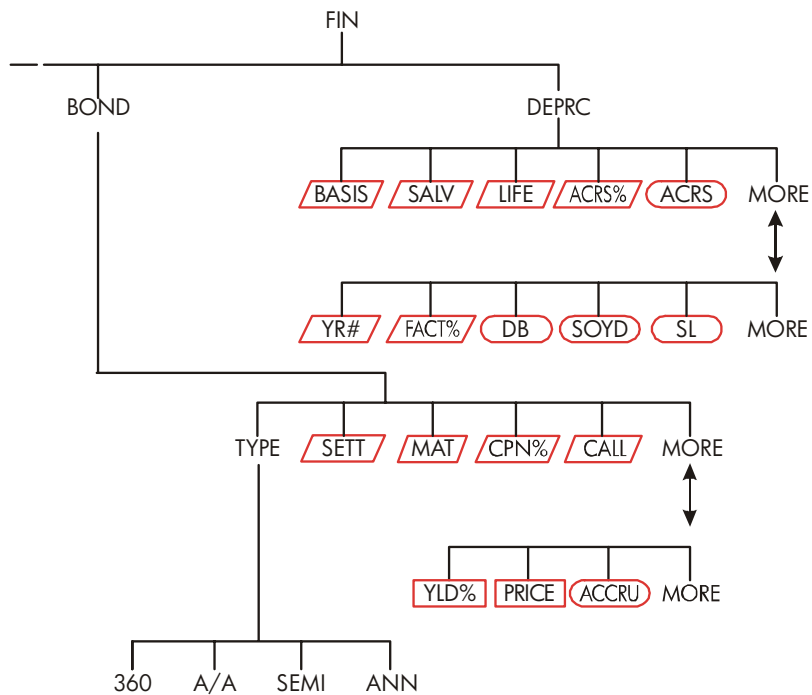 FIN
BOND DEPRC
BASIS SALV LIFE ACRS% ACRS MORE
YR# FACT% DB SOYD SL MORE
TYPE SETT MAT CPN% CALL MORE
YLD% PRICE ACCRU MORE
360 A/A SEMI ANN